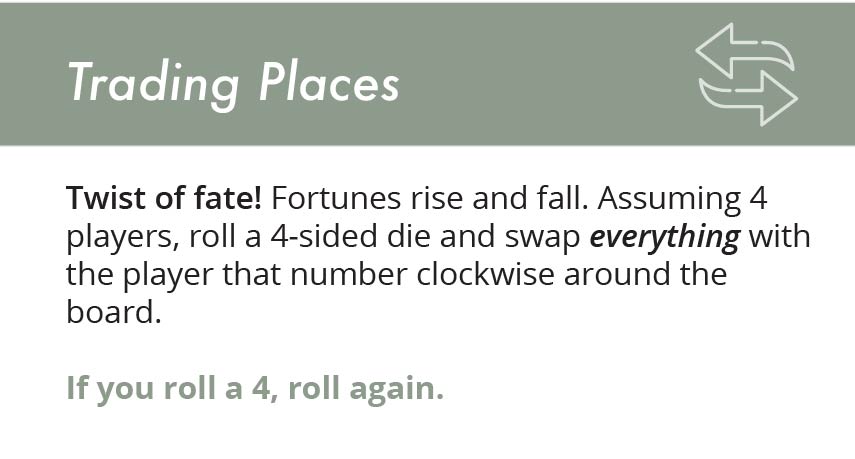 Trading Places
Twist of fate! Fortunes rise and fall. Assuming 4
players, roll a 4-sided die and swap everything with
the player that number clockwise around the
board.
If you roll a 4, roll again.